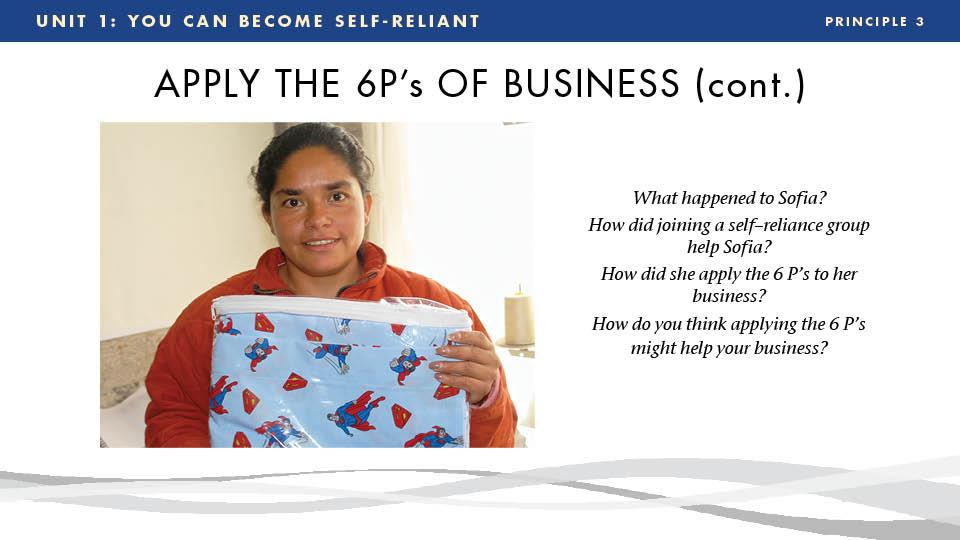 UNIT 1: YOU CAN BECOME SELF-RELIANT
PRINCIPLE 3
APPLY THE 6P’s OF BUSINESS (cont.)
What happened to Sofia?
How did joining a self–reliance group
help Sofia?
How did she apply the 6 P’s to her
business?
How do you think applying the 6 P’s
might help your business?